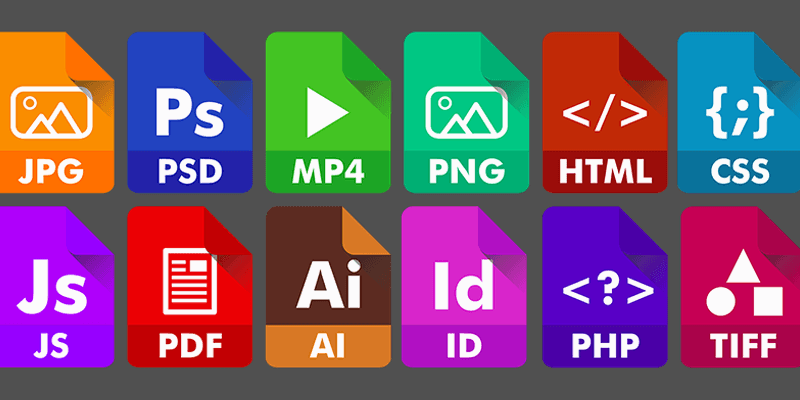 Ps
</>
{;}
JPG PSD MP4 PNG HTML CSS
Js
Ai
Id
<?>
JS PDF AI ID PHP TIFF